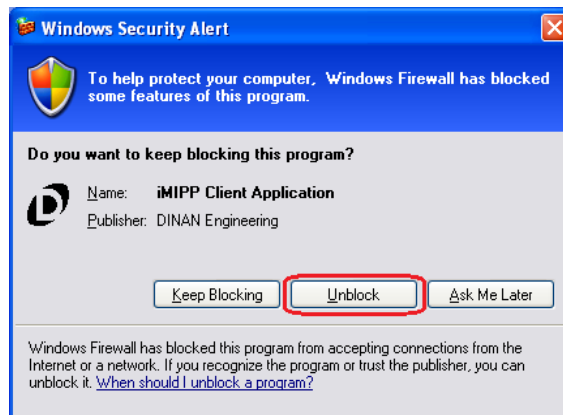 Windows Security Alert
To help protect your computer, Windows Firewall has blocked
some features of this program.
Do you want to keep blocking this program?
Name: iMIPP Client Application
Publisher: DINAN Engineering
Keep Blocking Unblock Ask Me Later
Windows Firewall has blocked this program from accepting connections from the
Internet or a network. If you recognize the program or trust the publisher, you can
unblock it. When should I unblock a program?